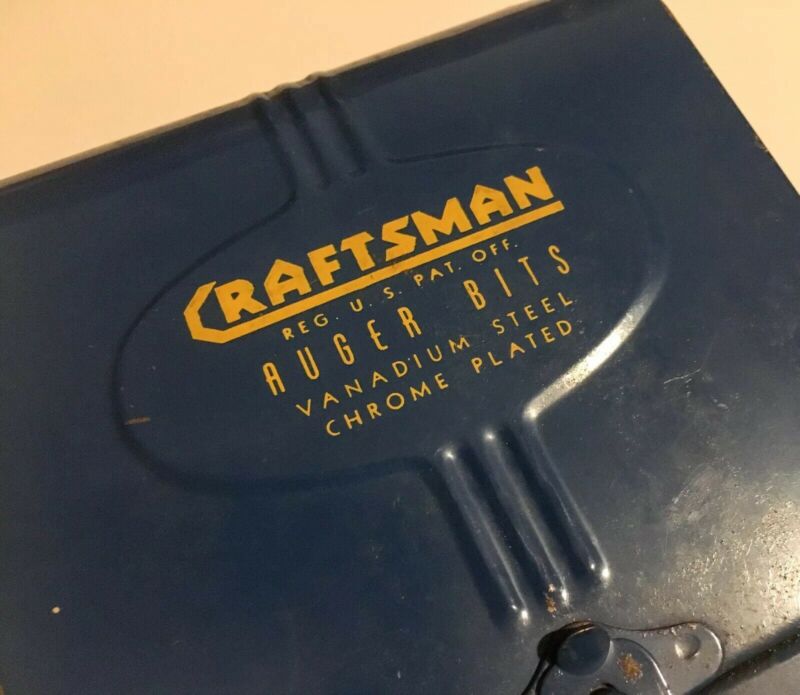 CRAFTSMAN
REG. U. S. PAT. OFF.
AUGER BITS
VANADIUM STEEL
CHROME PLATED